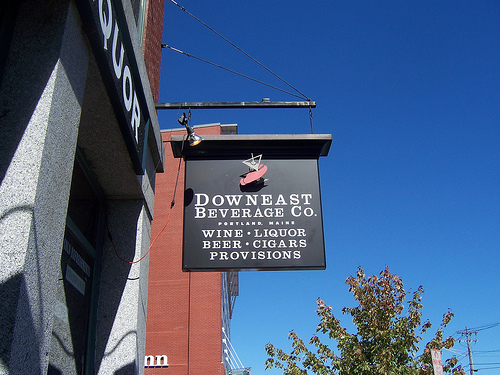 QUOR
DOWNEAST
BEVERAGE CO.
PORTLAND, MAINE
WINE • LIQUOR
BEER • CIGARS
PROVISIONS
nn